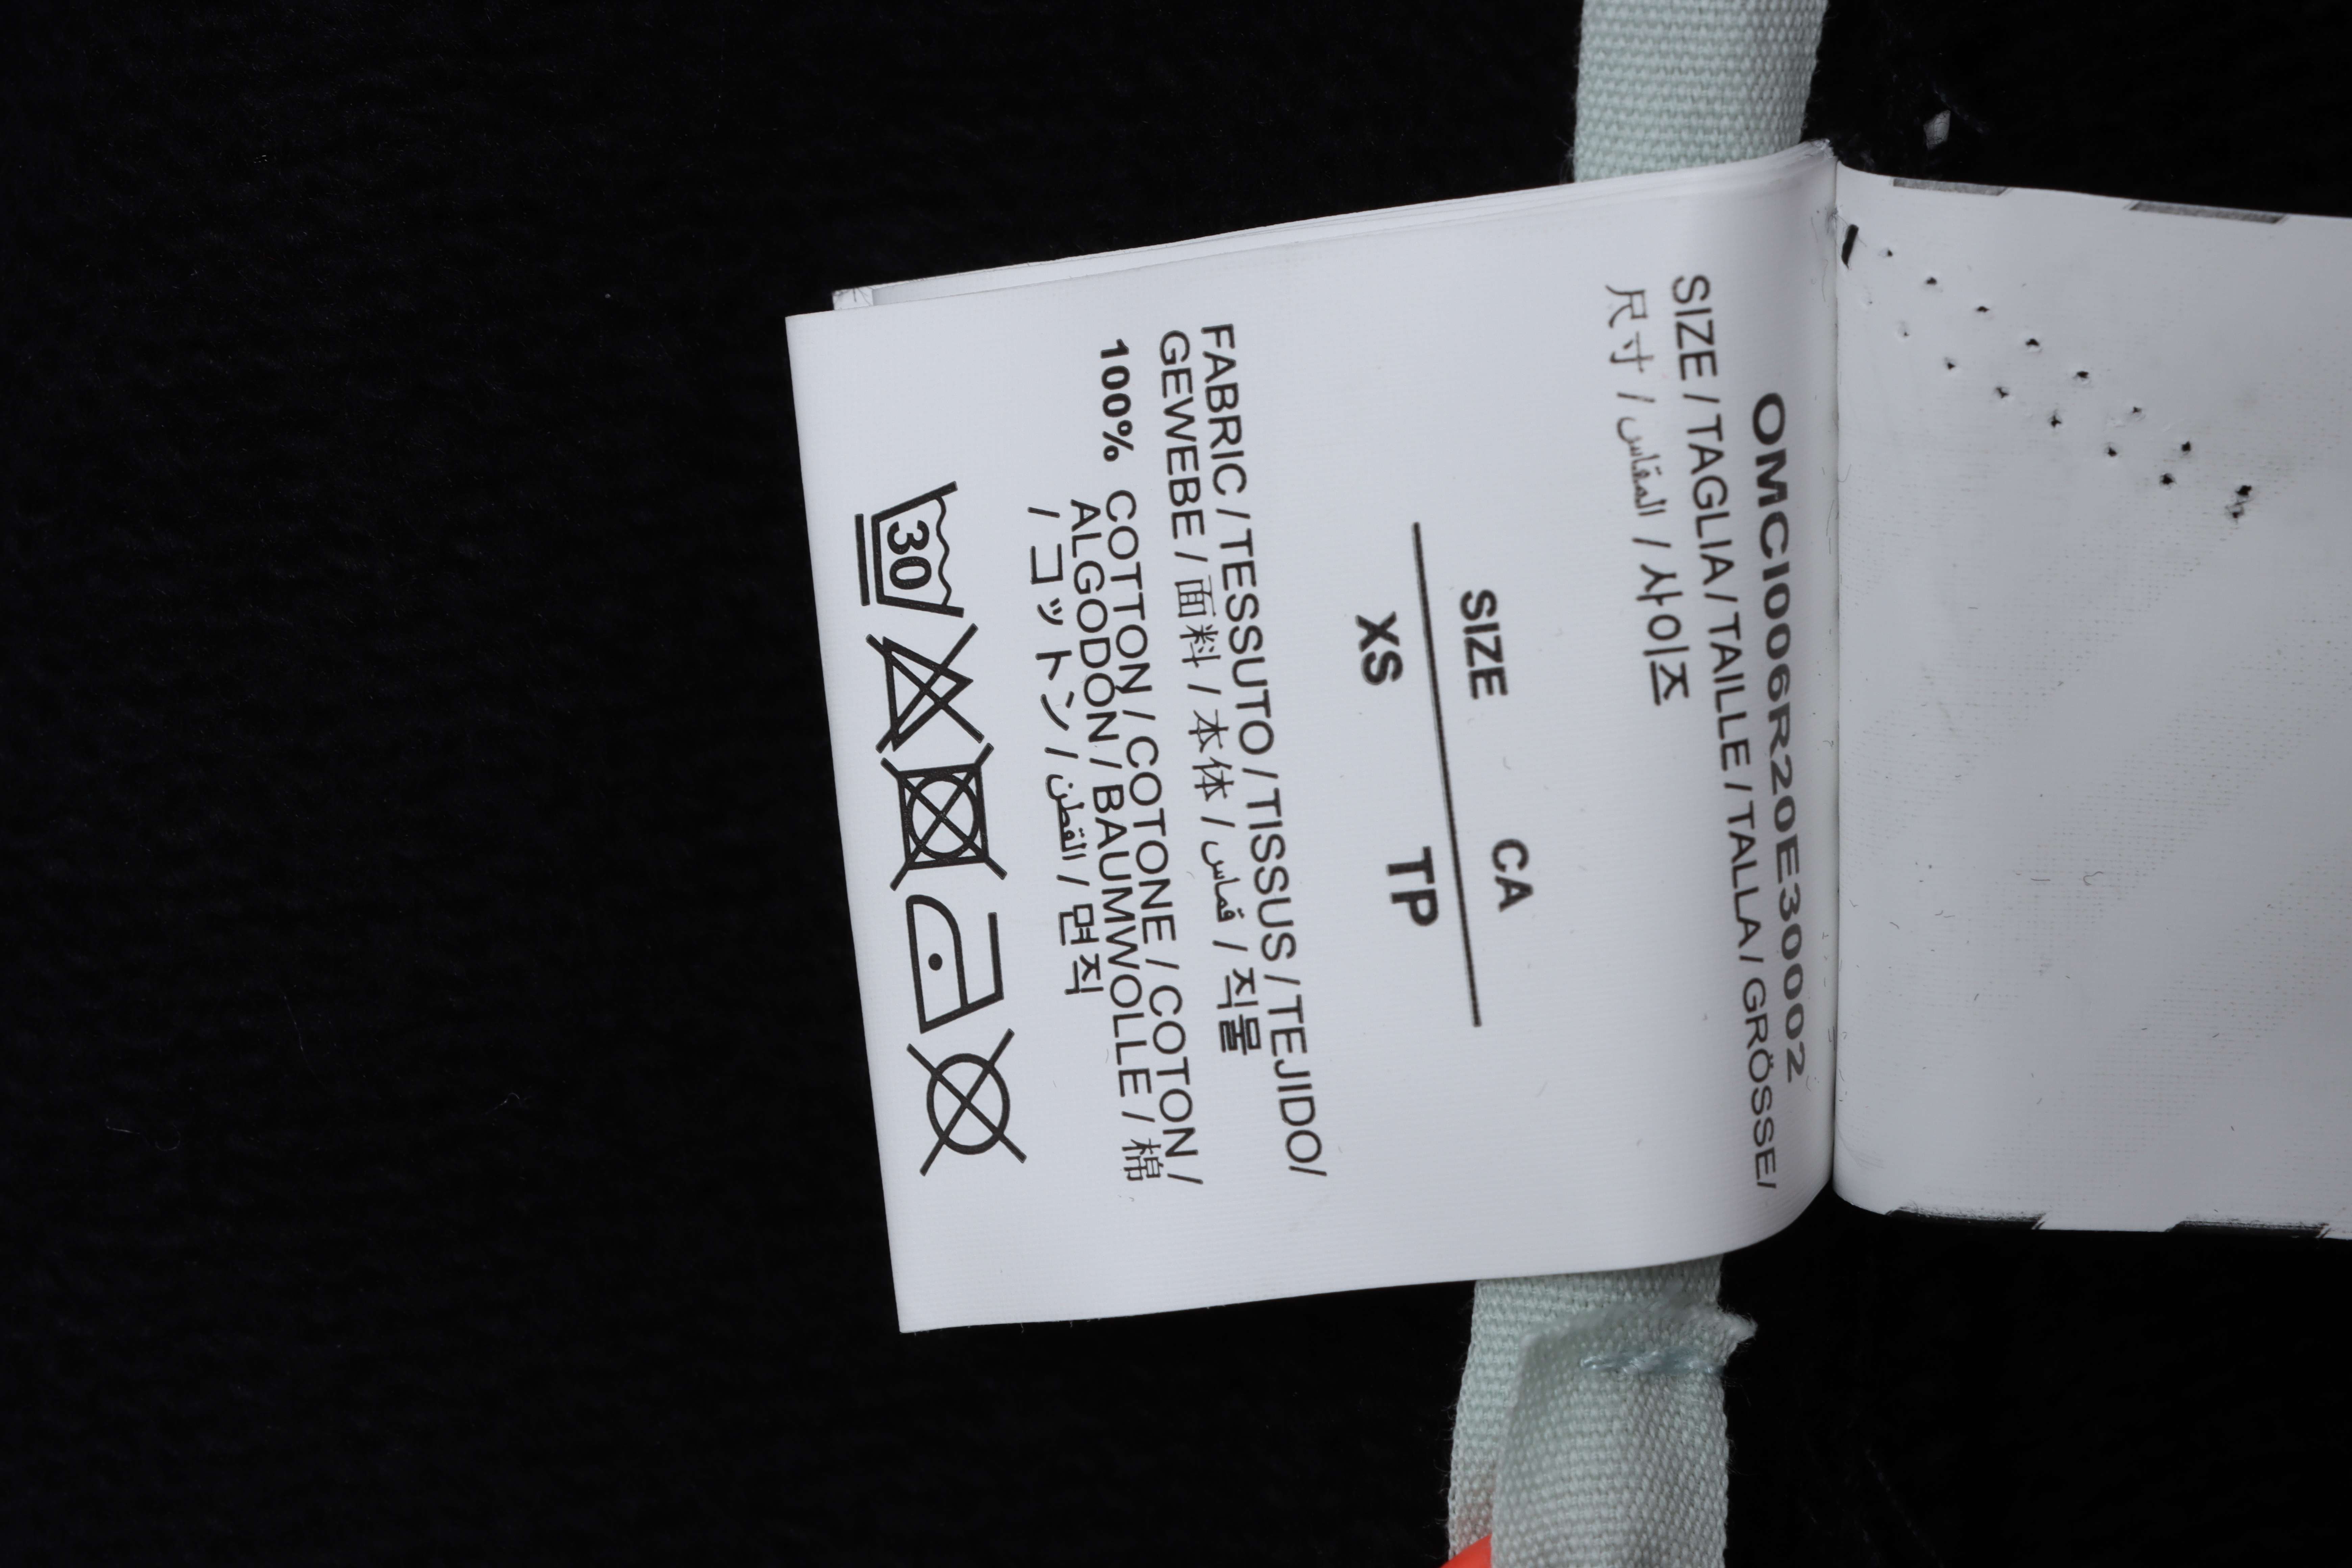 OMCI006R20E30002
SIZE / TAGLIA / TAILLE / TALLA / GRÖSSE/
尺寸 / المقاس / 사이즈
SIZE CA
XS TP
FABRIC / TESSUTO / TISSUS / TEJIDO/
GEWEBE / 面料 / 本体 / قماس / 직물
100% COTTON / COTONE / COTON /
ALGODÓN / BAUMWOLLE / 棉
/ コットン / القطن / 면직
30